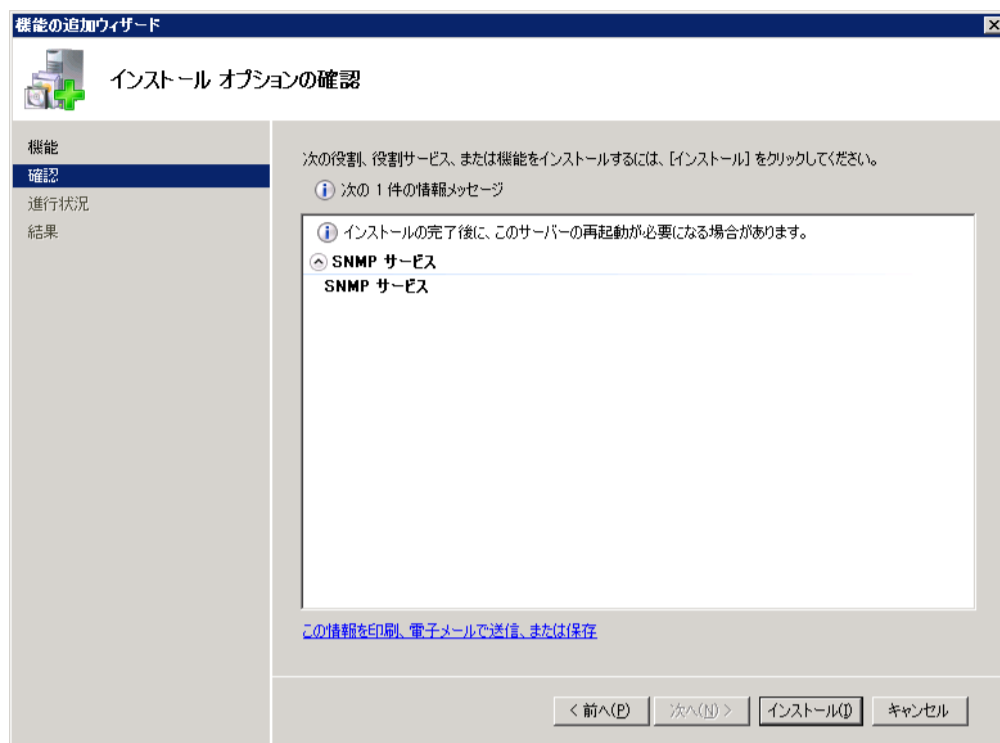 機能の追加ウィザード
インストール オプションの確認
機能
確認
進行状況
結果
次の役割、役割サービス、または機能をインストールするには、[インストール] をクリックしてください。
次の 1 件の情報メッセージ
インストールの完了後に、このサーバーの再起動が必要になる場合があります。
SNMP サービス
SNMP サービス
この情報を印刷、電子メールで送信、または保存
< 前へ(P)
次へ(N) >
インストール(I)
キャンセル